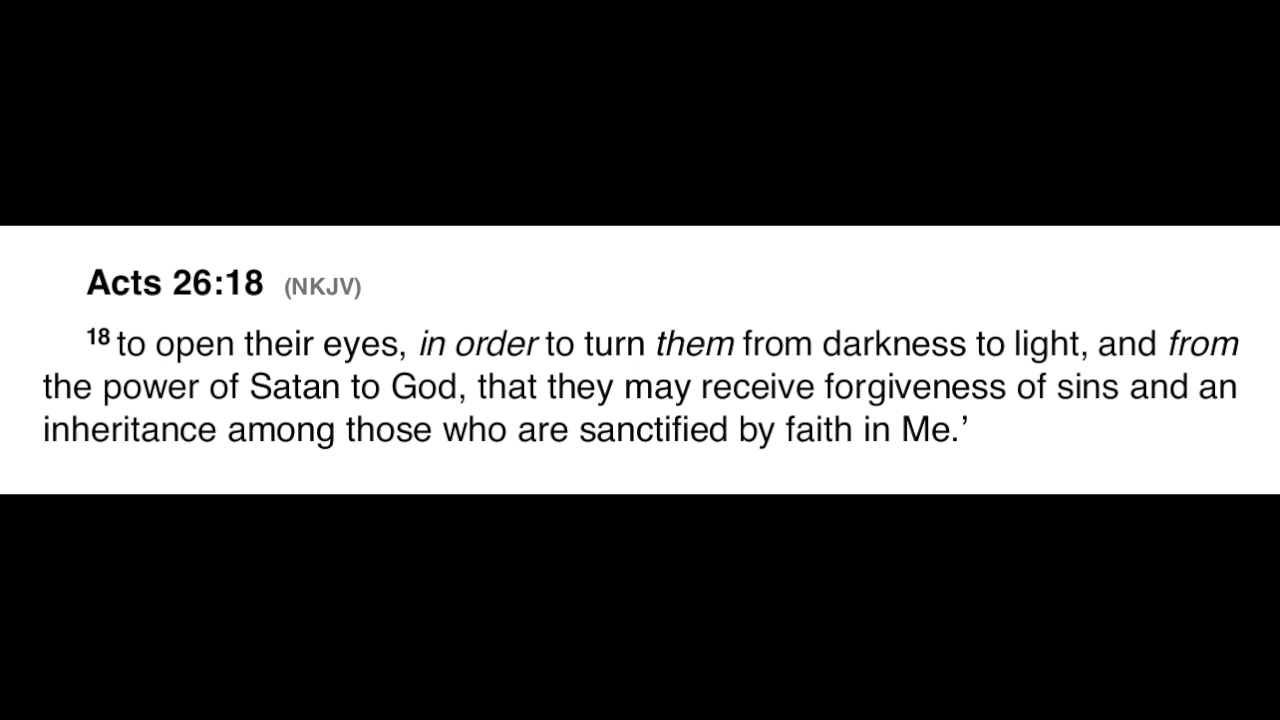 Acts 26:18 (NKJV)
18 to open their eyes, in order to turn them from darkness to light, and from
the power of Satan to God, that they may receive forgiveness of sins and an
inheritance among those who are sanctified by faith in Me.’